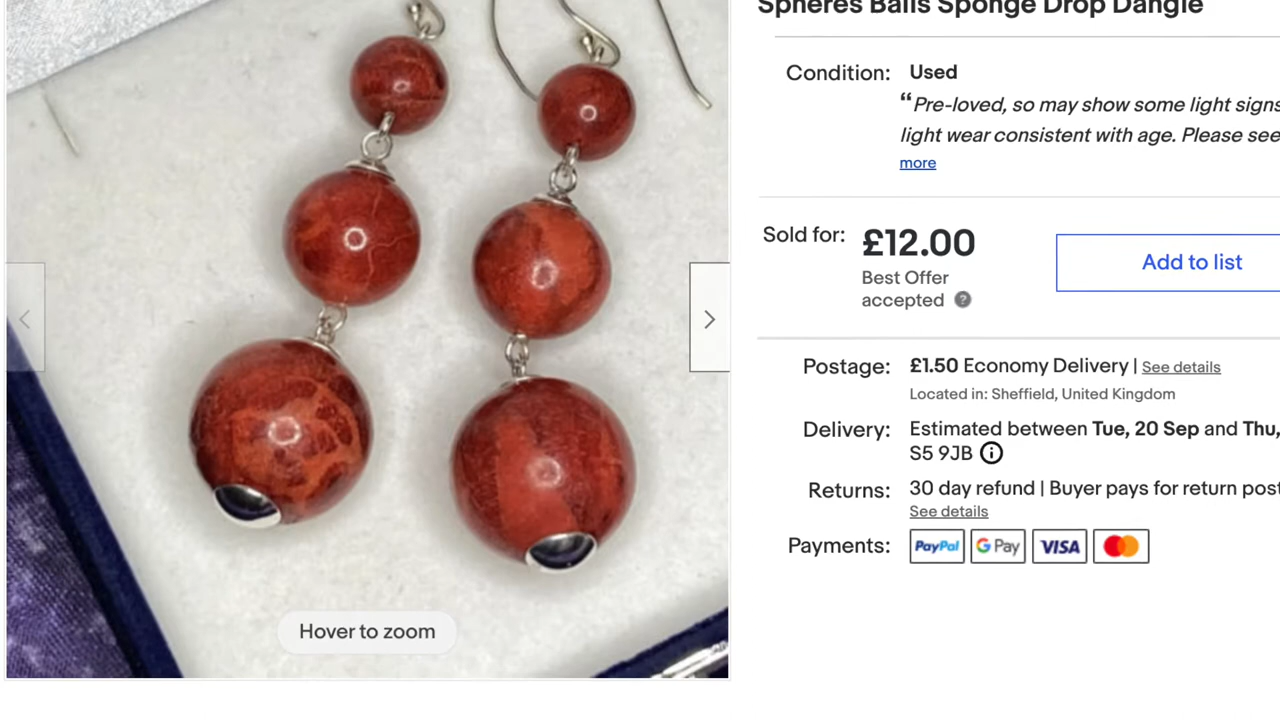 Spheres Balls Sponge Drop Dangle
Condition: Used
“Pre-loved, so may show some light signs
light wear consistent with age. Please see
more
Sold for: £12.00
Best Offer
accepted ?
Add to list
Postage: £1.50 Economy Delivery | See details
Located in: Sheffield, United Kingdom
Delivery: Estimated between Tue, 20 Sep and Thu,
S5 9JB
Returns: 30 day refund | Buyer pays for return post
See details
Payments: PayPal G Pay VISA
Hover to zoom